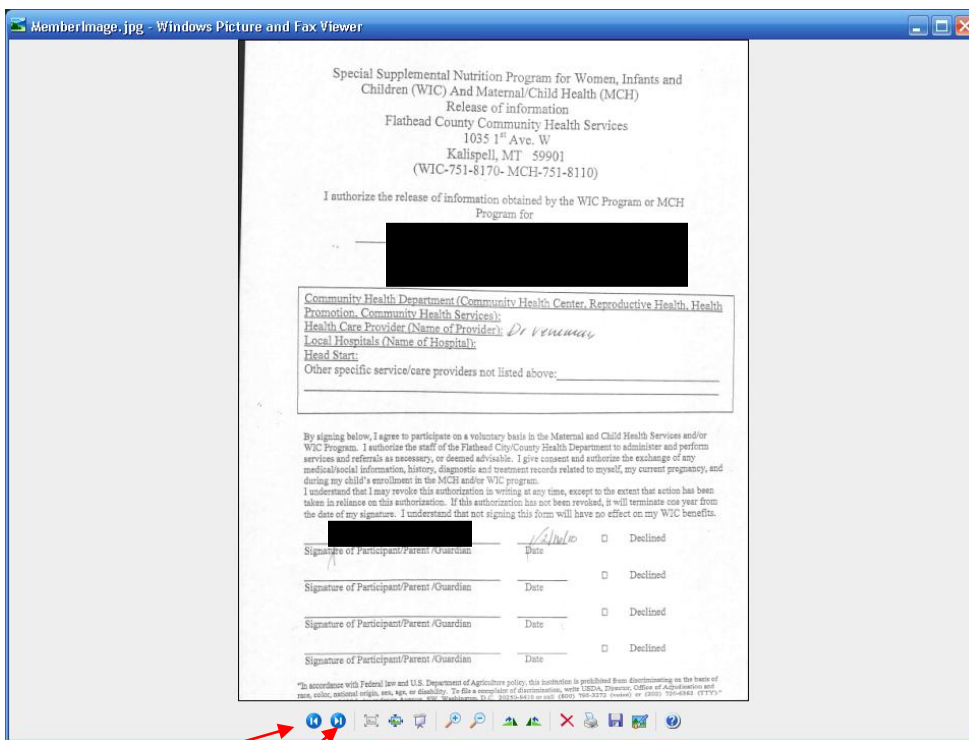 MemberImage.jpg - Windows Picture and Fax Viewer
Special Supplemental Nutrition Program for Women, Infants and
Children (WIC) And Maternal/Child Health (MCH)
Release of information
Flathead County Community Health Services
1035 1st Ave. W
Kalispell, MT 59901
(WIC-751-8170- MCH-751-8110)
I authorize the release of information obtained by the WIC Program or MCH
Program for
Community Health Department (Community Health Center, Reproductive Health, Health
Promotion, Community Health Services):
Health Care Provider (Name of Provider): Dr
Local Hospitals (Name of Hospital):
Head Start:
Other specific service/care providers not listed above:
By signing below, I agree to participate on a voluntary basis in the Maternal and Child Health Services and/or
WIC Program. I authorize the staff of the Flathead City/County Health Department to administer and perform
services and referrals as necessary, or deemed advisable. I give consent and authorize the exchange of any
medical/social information, history, diagnostic and treatment records related to myself, my current pregnancy, and
during my child's enrollment in the MCH and/or WIC program.
I understand that I may revoke this authorization in writing at any time, except to the extent that action has been
taken in reliance on this authorization. If this authorization has not been revoked, it will terminate one year from
the date of my signature. I understand that not signing this form will have no effect on my WIC benefits.
Declined
Signature of Participant/Parent /Guardian Date
Declined
Signature of Participant/Parent /Guardian Date
Declined
Signature of Participant/Parent /Guardian Date
Declined
Signature of Participant/Parent /Guardian Date
"In accordance with Federal law and U.S. Department of Agriculture policy, this institution is prohibited from discriminating on the basis of
race, color, national origin, sex, age, or disability. To file a complaint of discrimination, write USDA, Director, Office of Adjudication and